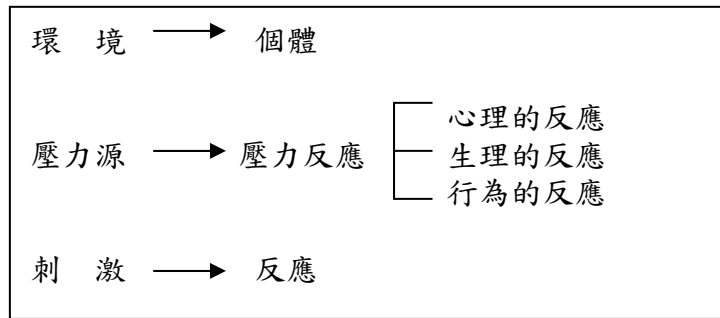 環 境 個體
心理的反應
壓力源 壓力反應 生理的反應
行為的反應
刺 激 反應